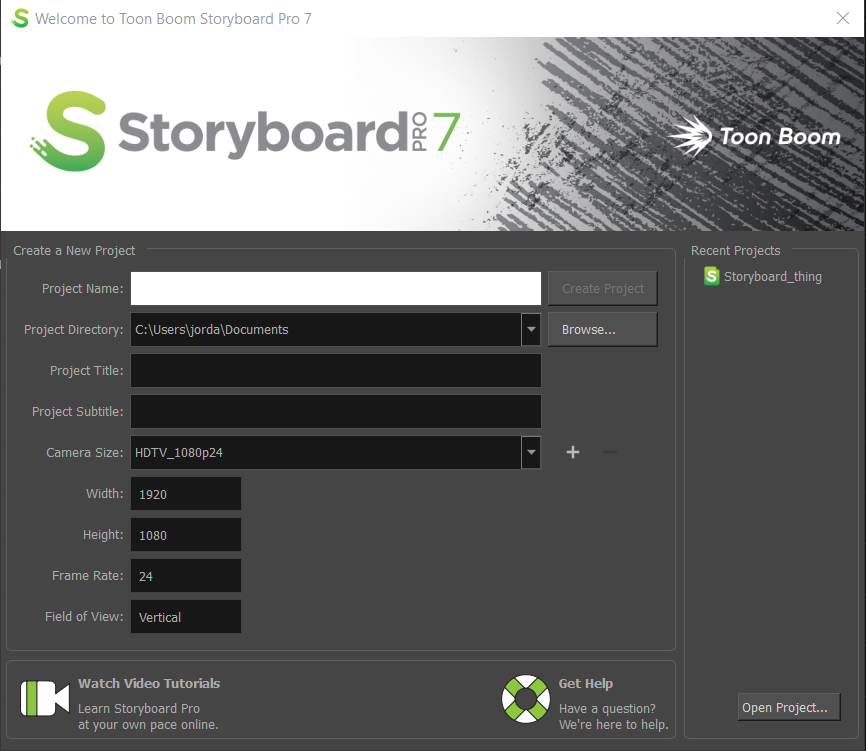 Welcome to Toon Boom Storyboard Pro 7
Storyboard PRO 7
Toon Boom
Create a New Project
Project Name:
Create Project
Project Directory:
C:\Users\jorda\Documents
Browse...
Project Title:
Project Subtitle:
Camera Size:
HDTV_1080p24
Width:
1920
Height:
1080
Frame Rate:
24
Field of View:
Vertical
Recent Projects
Storyboard_thing
Watch Video Tutorials
Learn Storyboard Pro
at your own pace online.
Get Help
Have a question?
We're here to help.
Open Project...